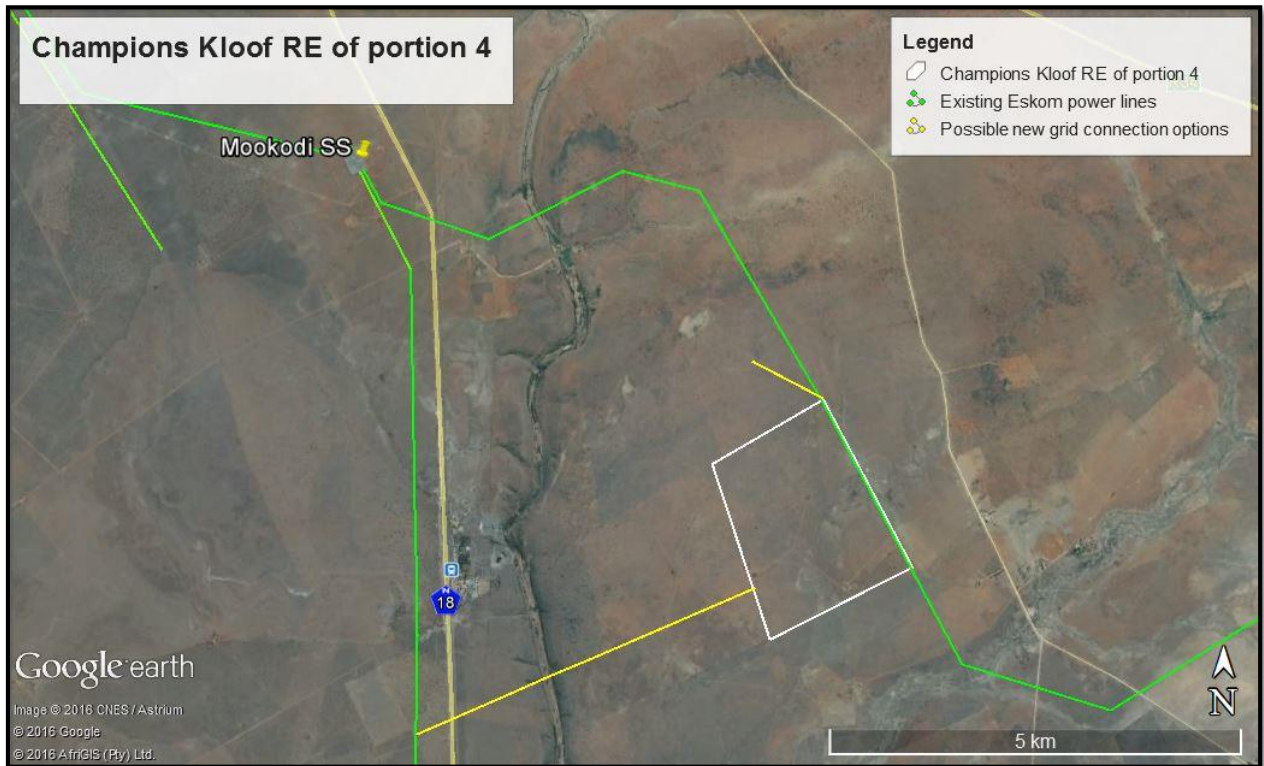 Champions Kloof RE of portion 4
Legend
Champions Kloof RE of portion 4
Existing Eskom power lines
Possible new grid connection options
Mookodi SS
N
18
Google earth
Image © 2016 CNES / Astrium
© 2016 Google
© 2016 AfriGIS (Pty) Ltd.
N
5 km